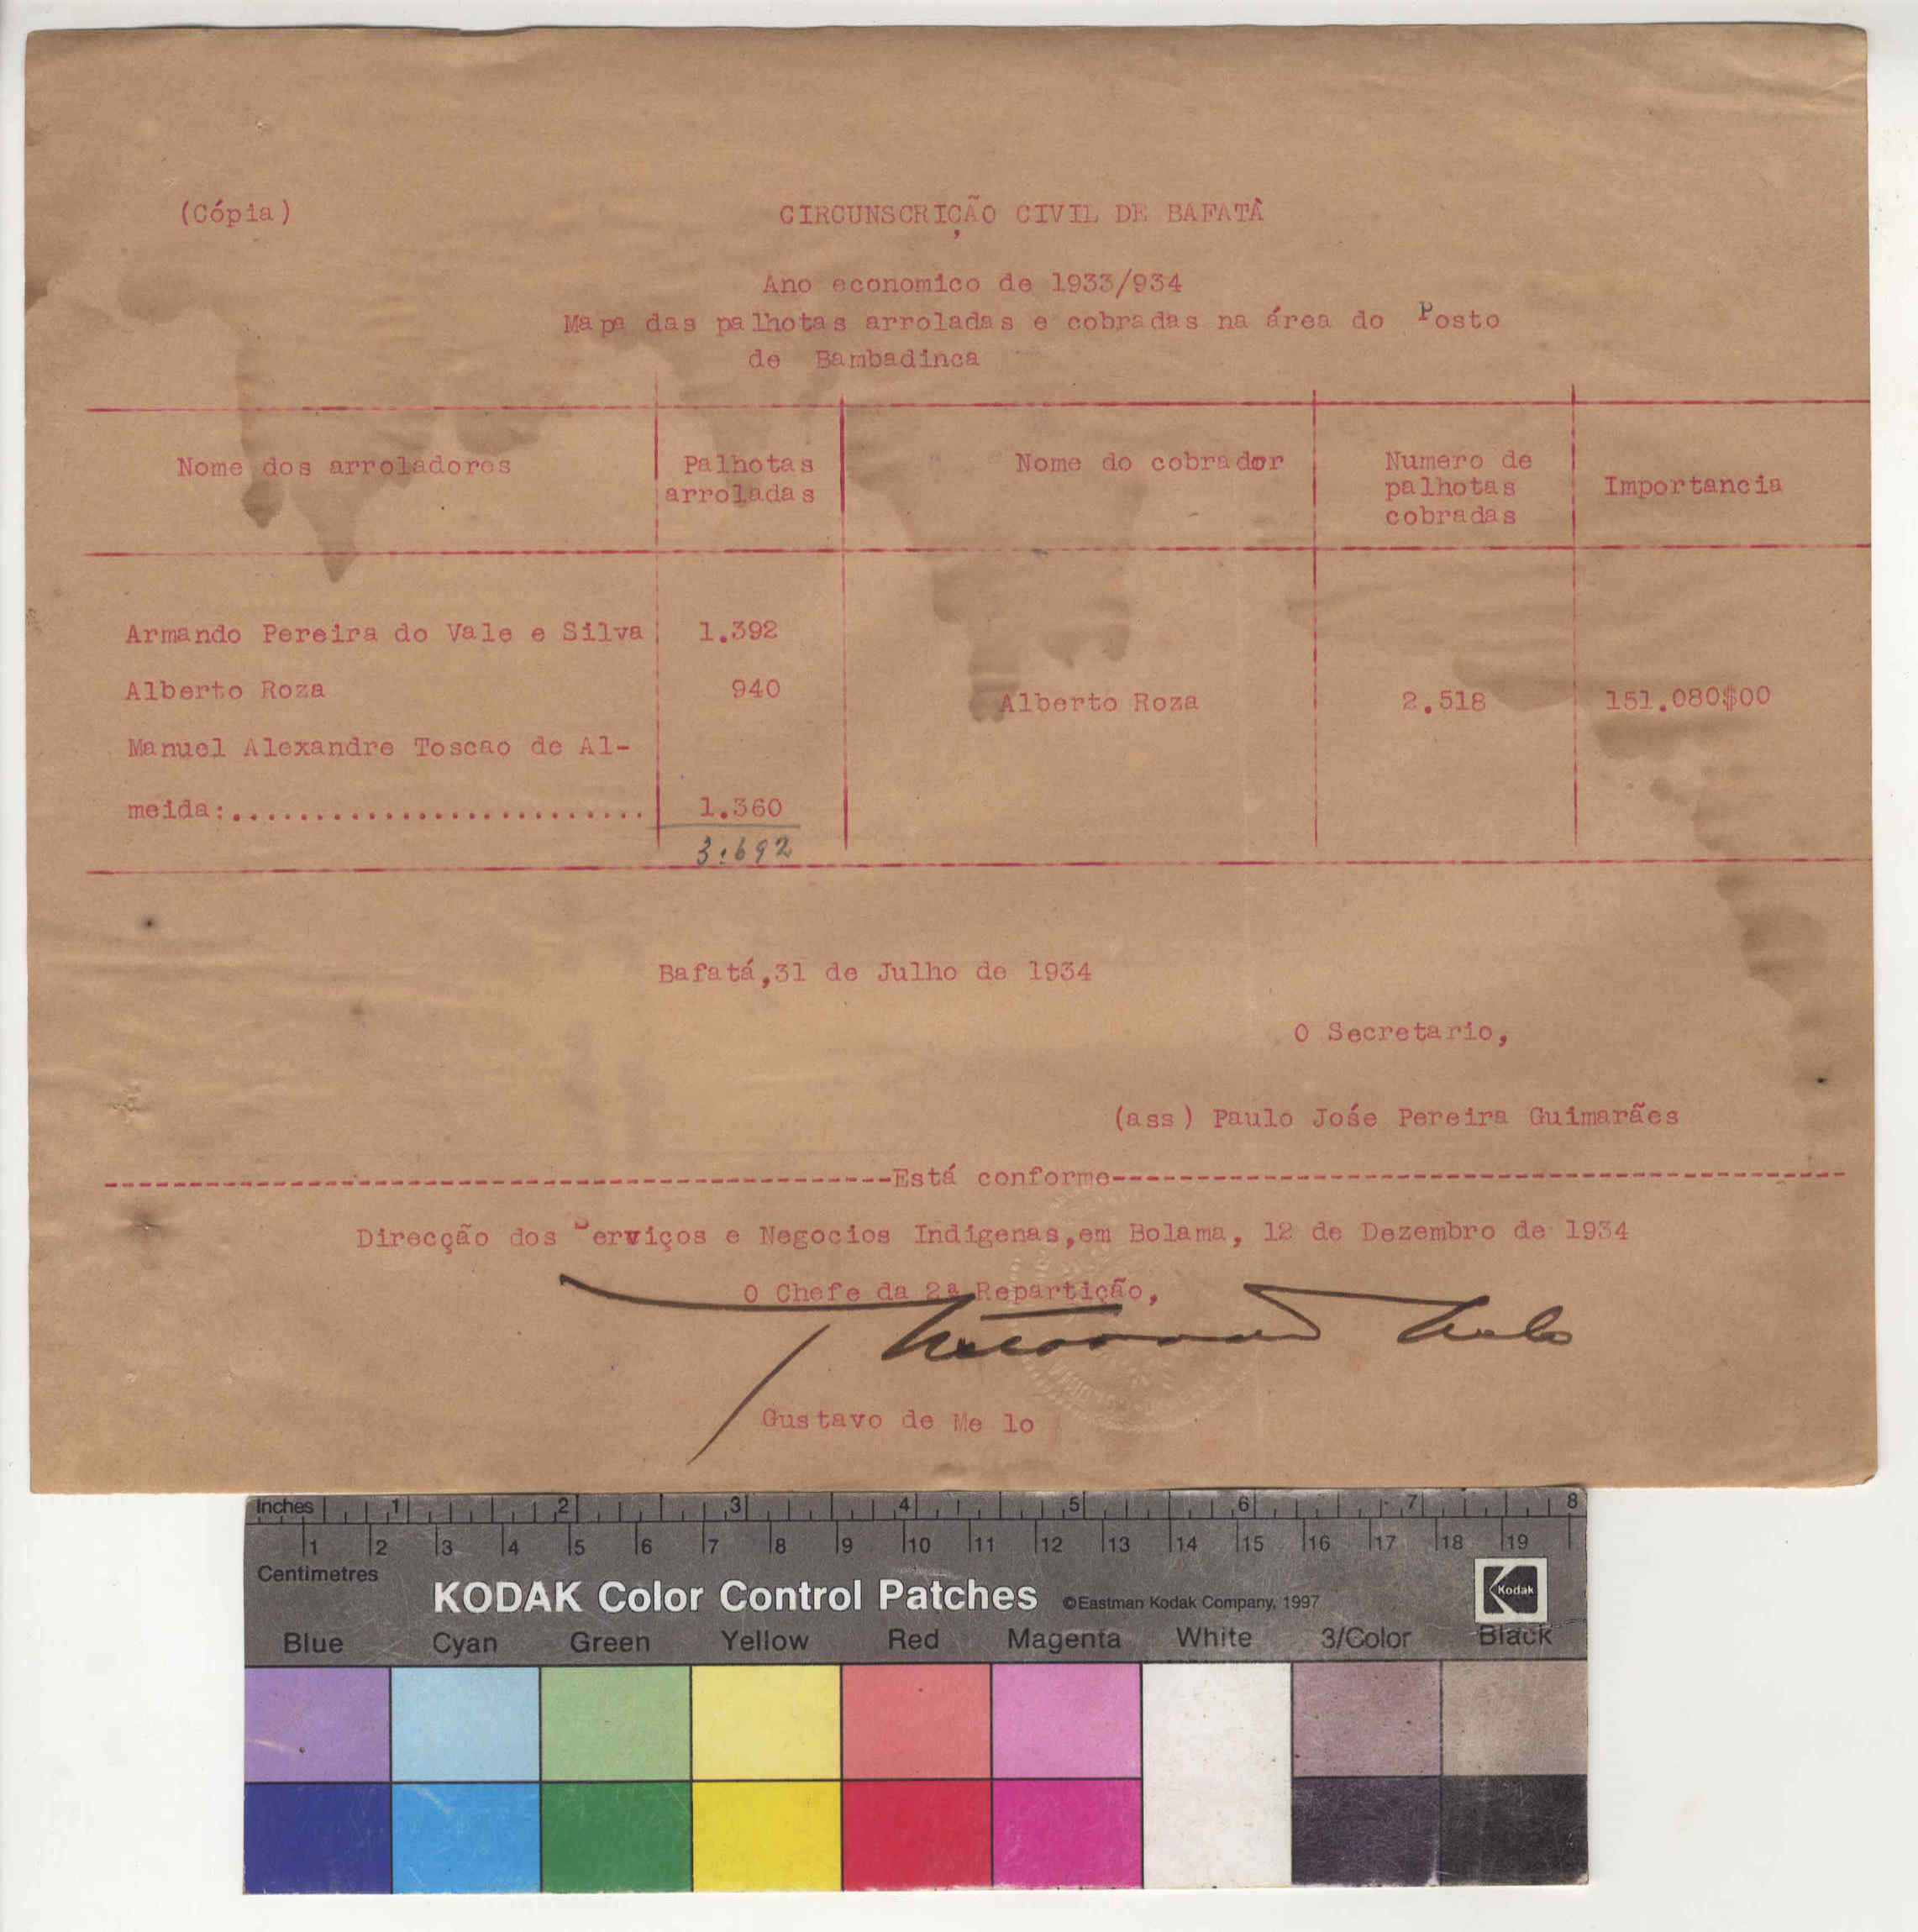 (Cópia)
CIRCUNSCRIÇÃO CIVIL DE BAFATÂ
Ano economico de 1933/934
Mapa das palhotas arroladas e cobradas na área do Posto
de Bambadinca
Nome dos arroladores
Palhotas
arroladas
Nome do cobrador
Numero de
palhotas
cobradas
Importancia
Armando Pereira do Vale e Silva 1.392
Alberto Roza 940
Alberto Roza 2.518 151.080$00
Manuel Alexandre Toscao de Al-
meida:......................... 1.360
3.692
Bafatá,31 de Julho de 1934
O Secretario,
(ass) Paulo Jośe Pereira Guimarães
-----------------------------------------------Está conforme--------------------------------------------
Direcção dos Serviços e Negocios Indigenas,em Bolama, 12 de Dezembro de 1934
O Chefe da 2ª Repartição,
Gustavo de Me lo
Inches 1 2 3 4 5 6 7 8
1 2 3 4 5 6 7 8 9 10 11 12 13 14 15 16 17 18 19
Centimetres
KODAK Color Control Patches ©Eastman Kodak Company, 1997 Kodak
Blue Cyan Green Yellow Red Magenta White 3/Color Black